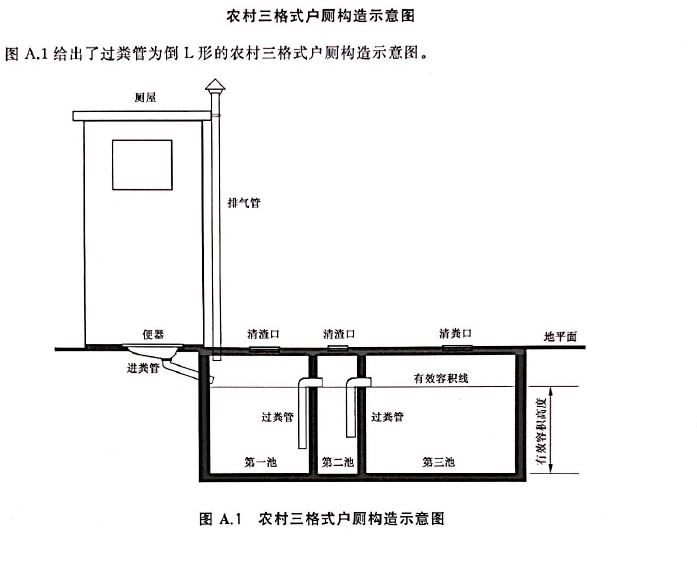 农村三格式户厕构造示意图
图 A.1 给出了过粪管为倒 L 形的农村三格式户厕构造示意图。
厕屋
排气管
便器
清渣口
清渣口
清粪口
地平面
进粪管
有效容积线
过粪管
过粪管
有效容积高度
第一池
第二池
第三池
图 A.1 农村三格式户厕构造示意图